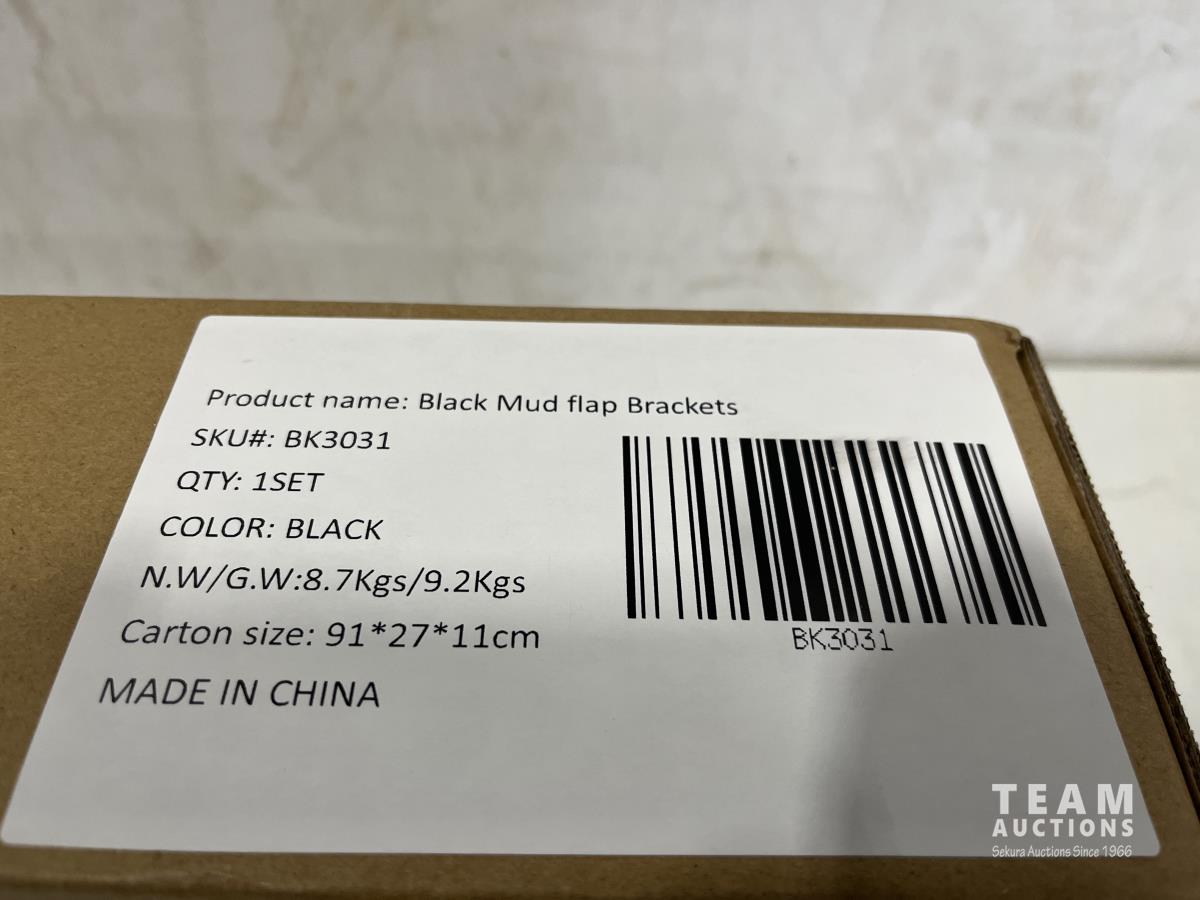 Product name: Black Mud flap Brackets
SKU#: BK3031
QTY: 1SET
COLOR: BLACK
N.W/G.W:8.7Kgs/9.2Kgs
Carton size: 91*27*11cm
MADE IN CHINA
BK3031
TEAM
AUCTIONS
Sekura Auctions Since 1966